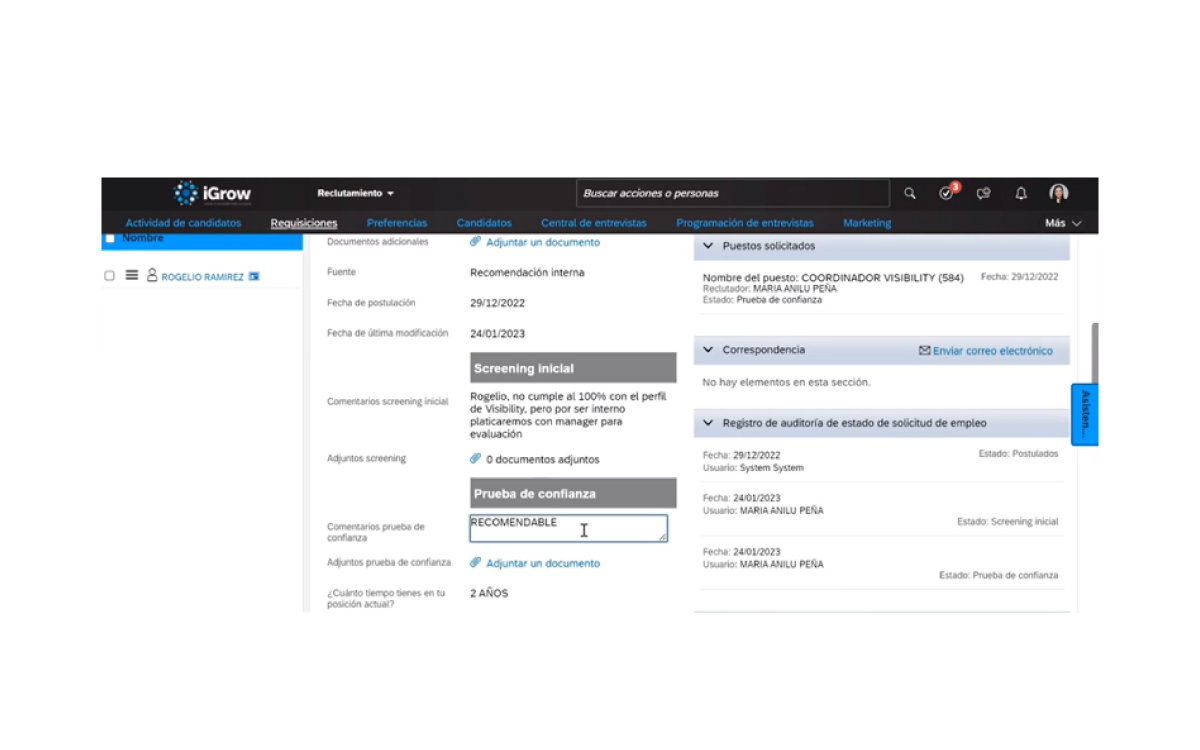 iGrow
Reclutamiento
Buscar acciones o personas
3
Actividad de candidatos
Requisiciones
Preferencias
Candidatos
Central de entrevistas
Programación de entrevistas
Marketing
Más
Nombre
ROGELIO RAMIREZ
Documentos adicionales
Adjuntar un documento
Fuente
Recomendación interna
Fecha de postulación
29/12/2022
Fecha de última modificación
24/01/2023
Screening inicial
Comentarios screening inicial
Rogelio, no cumple al 100% con el perfil
de Visibility, pero por ser interno
platicaremos con manager para
evaluación
Adjuntos screening
0 documentos adjuntos
Prueba de confianza
Comentarios prueba de
confianza
RECOMENDABLE
Adjuntos prueba de confianza
Adjuntar un documento
¿Cuánto tiempo tienes en tu
posición actual?
2 AÑOS
Puestos solicitados
Nombre del puesto: COORDINADOR VISIBILITY (584)
Fecha: 29/12/2022
Reclutador: MARIA ANILU PEÑA
Estado: Prueba de confianza
Correspondencia
Enviar correo electrónico
No hay elementos en esta sección.
Registro de auditoría de estado de solicitud de empleo
Fecha: 29/12/2022
Estado: Postulados
Usuario: System System
Fecha: 24/01/2023
Usuario: MARIA ANILU PEÑA
Estado: Screening inicial
Fecha: 24/01/2023
Usuario: MARIA ANILU PEÑA
Estado: Prueba de confianza
Asisten...